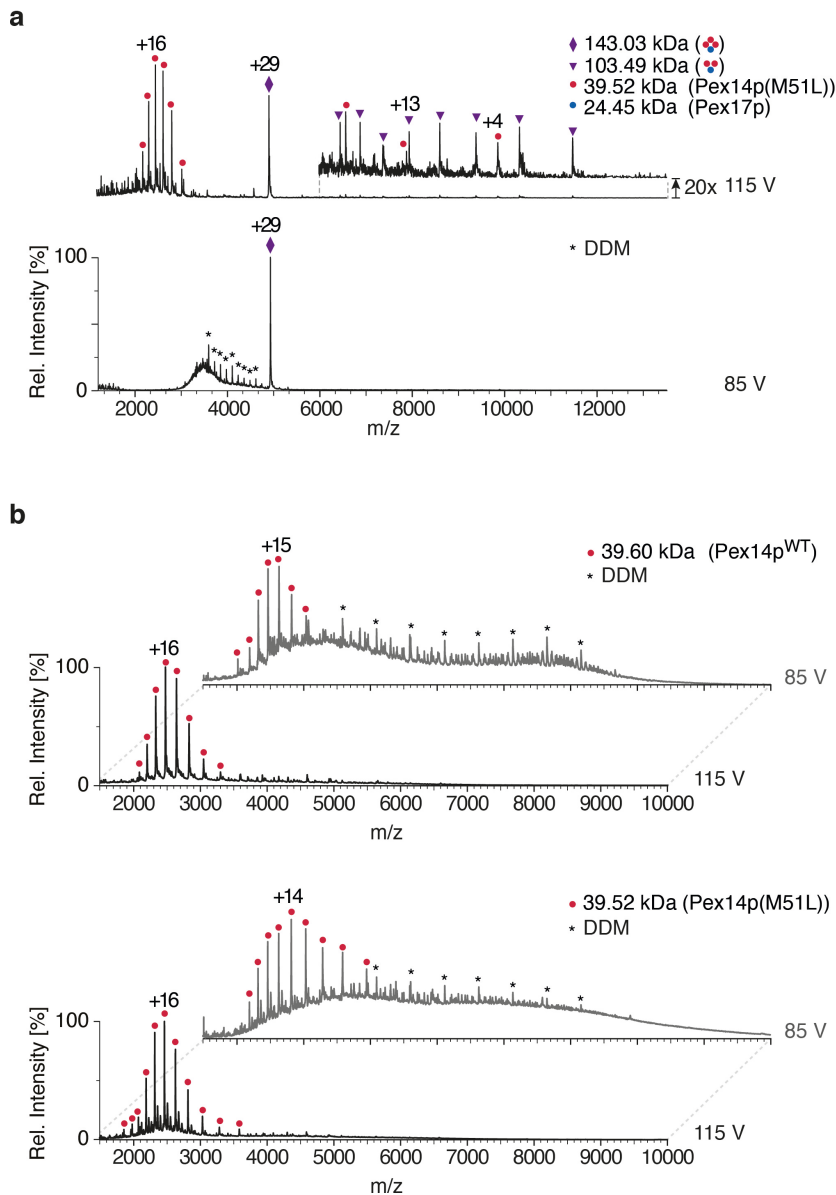 a
+16
+29
143.03 kDa ( )
103.49 kDa ( )
39.52 kDa (Pex14p(M51L))
24.45 kDa (Pex17p)
+13
+4
20x 115 V
+29
* DDM
100
50
0
Rel. Intensity [%]
* * * * * * * * *
85 V
2000 4000 6000 8000 10000 12000
m/z
b
+15
39.60 kDa (Pex14pWT)
* DDM
* * * * * * * *
85 V
+16
100
50
0
Rel. Intensity [%]
115 V
2000 3000 4000 5000 6000 7000 8000 9000 10000
m/z
+14
39.52 kDa (Pex14p(M51L))
* DDM
* * * * * * *
85 V
+16
100
50
0
Rel. Intensity [%]
115 V
2000 3000 4000 5000 6000 7000 8000 9000 10000
m/z